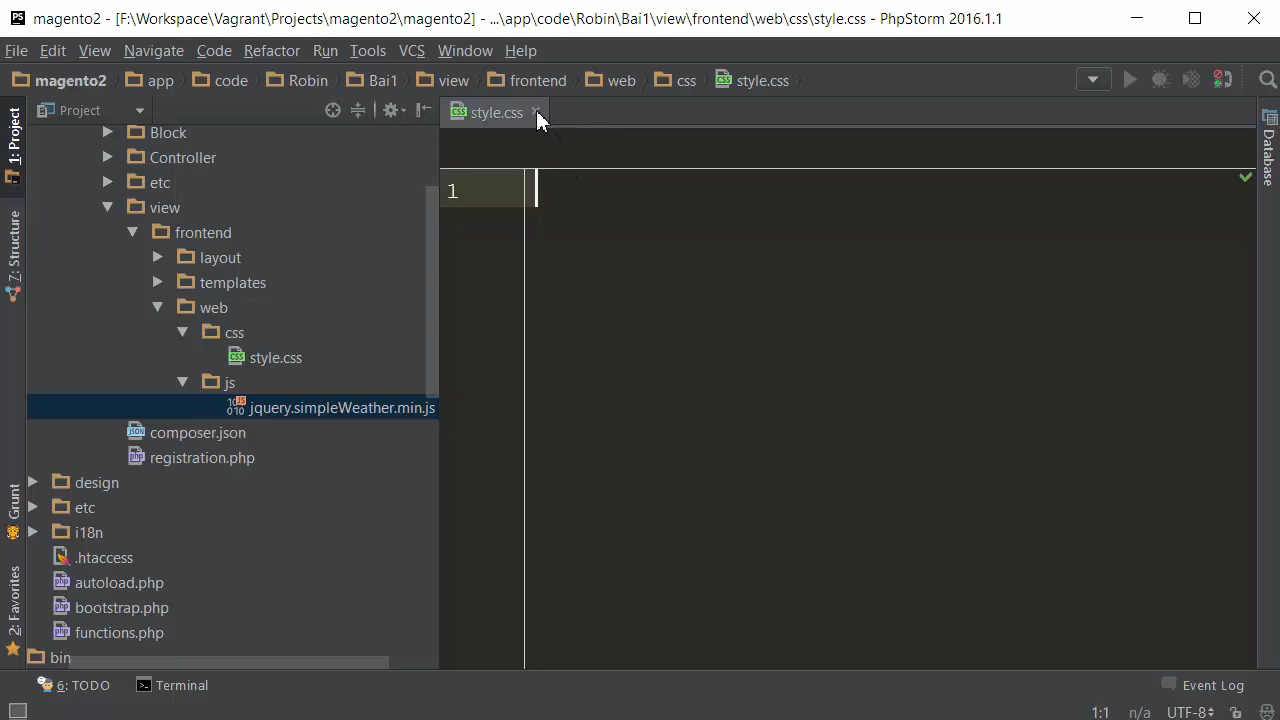 magento2 - [F:\Workspace\Vagrant\Projects\magento2\magento2] - ...\app\code\Robin\Bai1\view\frontend\web\css\style.css - PhpStorm 2016.1.1
File Edit View Navigate Code Refactor Run Tools VCS Window Help
magento2 app code Robin Bai1 view frontend web css style.css
Project
style.css
1: Project
7: Structure
Grunt
2: Favorites
Database
Block
Controller
etc
view
frontend
layout
templates
web
css
style.css
js
jquery.simpleWeather.min.js
composer.json
registration.php
design
etc
i18n
.htaccess
autoload.php
bootstrap.php
functions.php
bin
1
6: TODO Terminal Event Log
1:1 n/a UTF-8